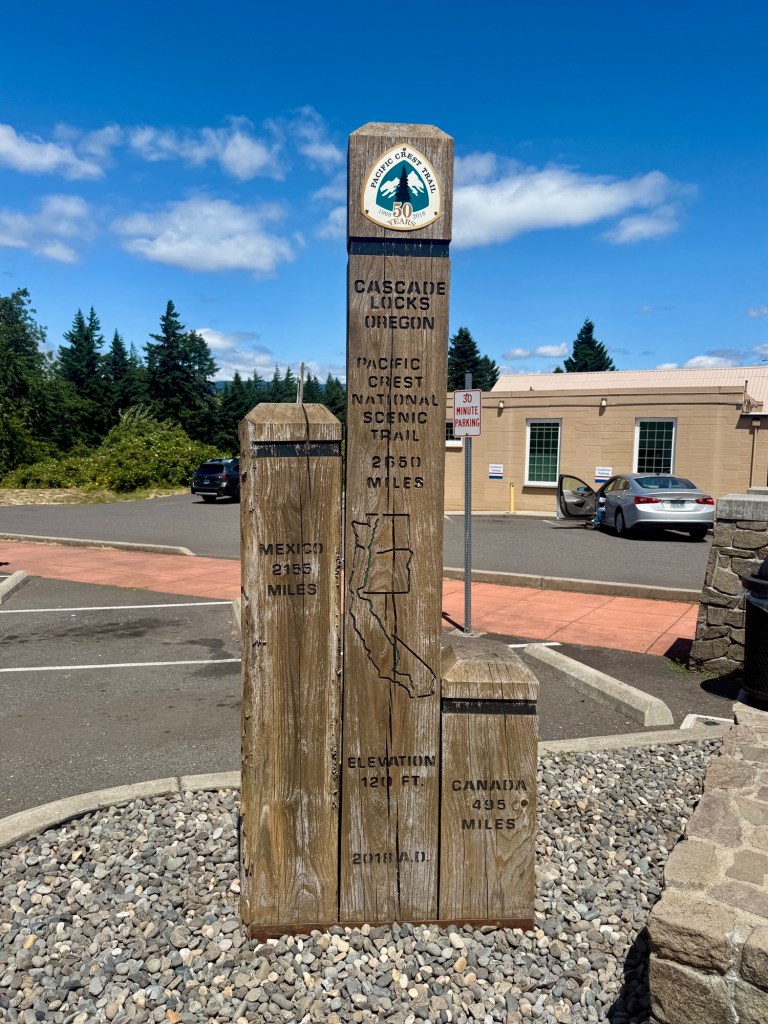 PACIFIC CREST TRAIL
1968 50 2018
YEARS
CASCADE
LOCKS
OREGON
PACIFIC
CREST
NATIONAL
SCENIC
TRAIL
2650
MILES
30
MINUTE
PARKING
MEXICO
2155
MILES
ELEVATION
120 FT.
2018 A.D.
CANADA
495
MILES